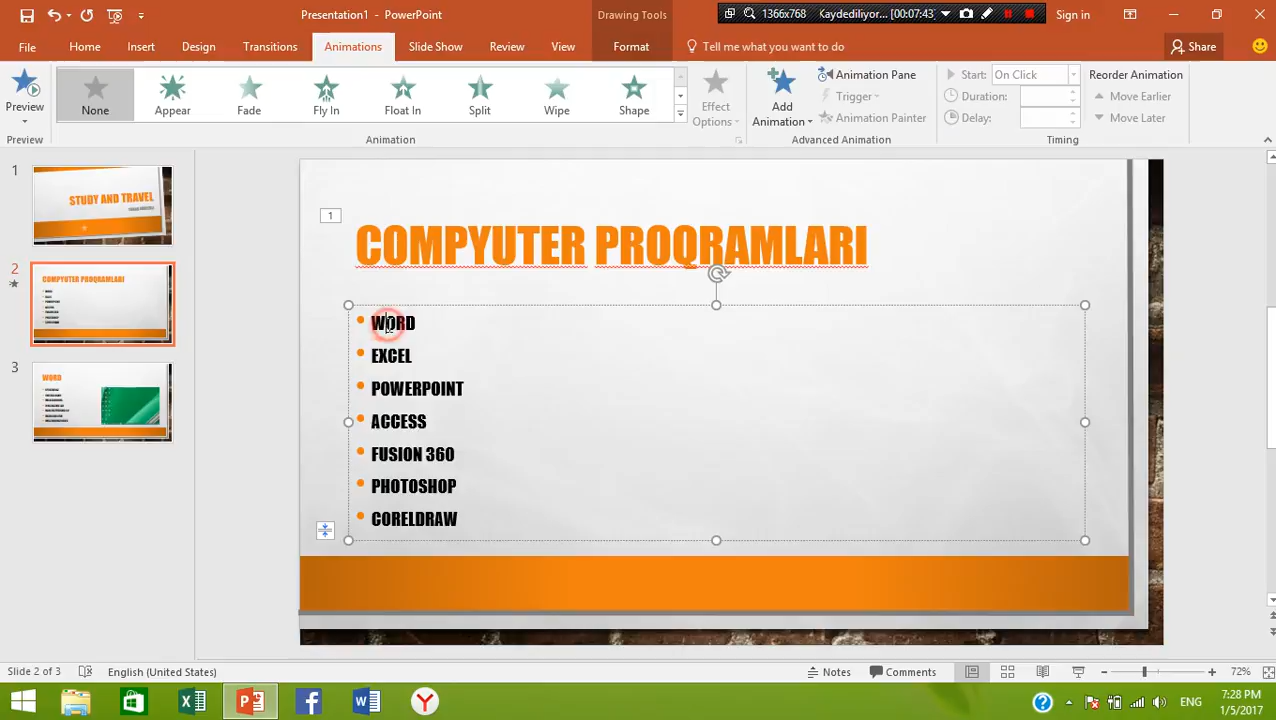 Presentation1 - PowerPoint
Drawing Tools
1366x768
Kaydediliyor... [00:07:43]
Sign in
File
Home
Insert
Design
Transitions
Animations
Slide Show
Review
View
Format
Tell me what you want to do
Share
Preview
None
Appear
Fade
Fly In
Float In
Split
Wipe
Shape
Effect Options
Add Animation
Animation Pane
Trigger
Animation Painter
Start: On Click
Duration:
Delay:
Reorder Animation
Move Earlier
Move Later
Preview
Animation
Advanced Animation
Timing
1
STUDY AND TRAVEL
2
COMPYUTER PROQRAMLARI
3
WORD
1
COMPYUTER PROQRAMLARI
• WORD
• EXCEL
• POWERPOINT
• ACCESS
• FUSION 360
• PHOTOSHOP
• CORELDRAW
Slide 2 of 3
English (United States)
Notes
Comments
72%
ENG
7:28 PM
1/5/2017